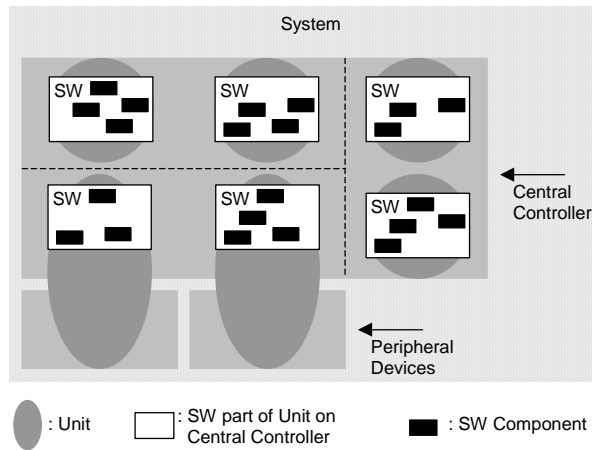 System
SW
SW
SW
SW
SW
SW
Central
Controller
Peripheral
Devices
: Unit
: SW part of Unit on
Central Controller
: SW Component